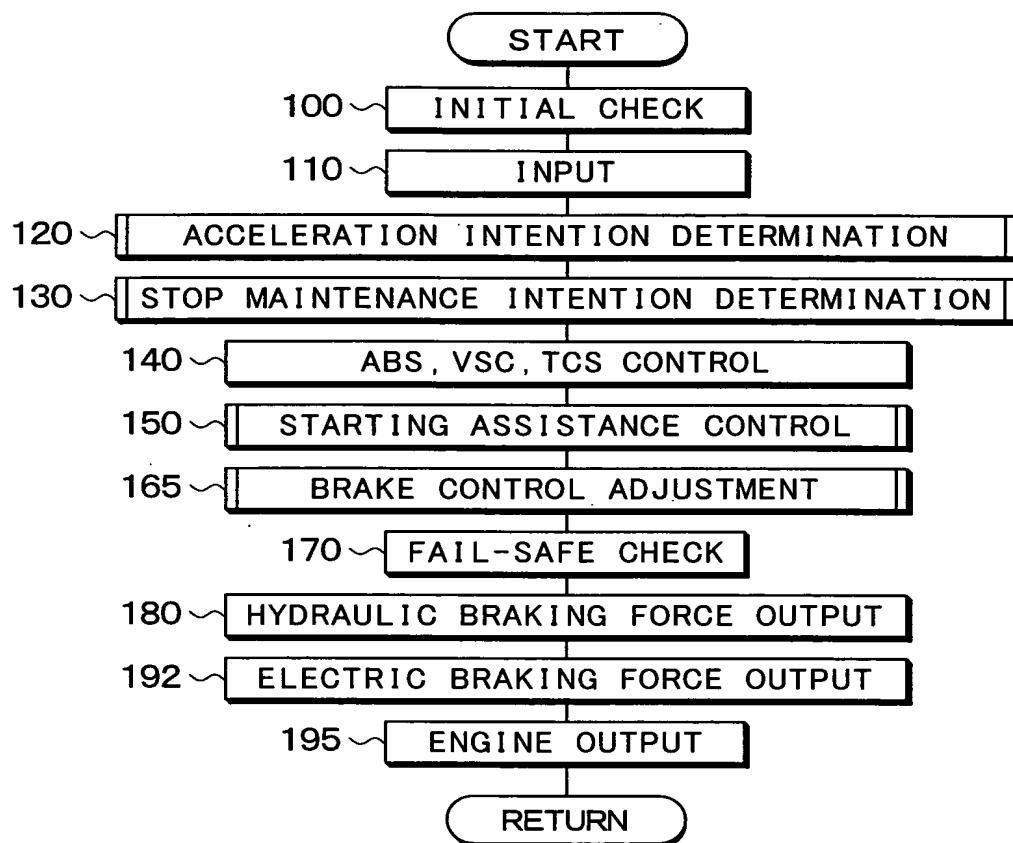 START
100 INITIAL CHECK
110 INPUT
120 ACCELERATION INTENTION DETERMINATION
130 STOP MAINTENANCE INTENTION DETERMINATION
140 ABS, VSC, TCS CONTROL
150 STARTING ASSISTANCE CONTROL
165 BRAKE CONTROL ADJUSTMENT
170 FAIL-SAFE CHECK
180 HYDRAULIC BRAKING FORCE OUTPUT
192 ELECTRIC BRAKING FORCE OUTPUT
195 ENGINE OUTPUT
RETURN